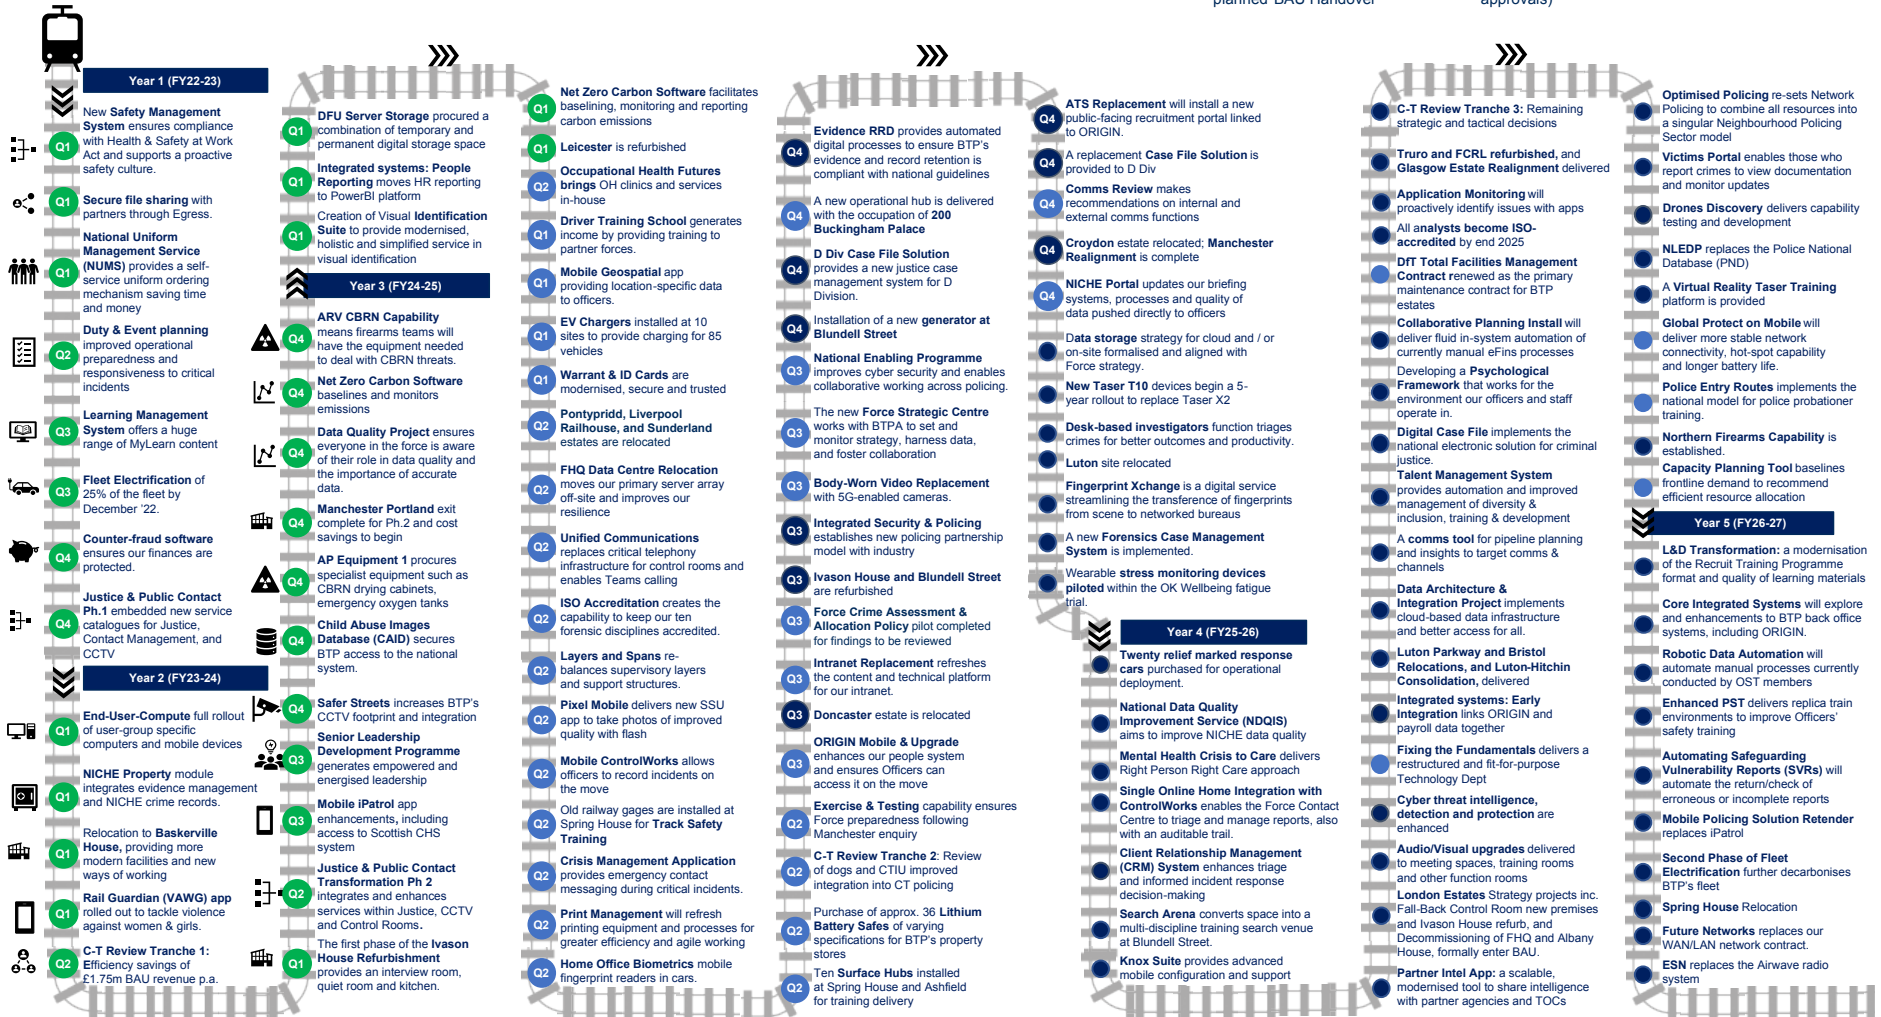 planned BAU Handover
approvals)
Year 1 (FY22-23)
New Safety Management
System ensures compliance
with Health & Safety at Work
Act and supports a proactive
safety culture.
Q1
Secure file sharing with
partners through Egress.
Q1
National Uniform
Management Service
(NUMS) provides a self-
service uniform ordering
mechanism saving time
and money
Q1
Duty & Event planning
improved operational
preparedness and
responsiveness to critical
incidents
Q2
Learning Management
System offers a huge
range of MyLearn content
Q3
Fleet Electrification of
25% of the fleet by
December '22.
Q3
Counter-fraud software
ensures our finances are
protected.
Q4
Justice & Public Contact
Ph.1 embedded new service
catalogues for Justice,
Contact Management, and
CCTV
Q4
Year 2 (FY23-24)
End-User-Compute full rollout
of user-group specific
computers and mobile devices
Q1
NICHE Property module
integrates evidence management
and NICHE crime records.
Q1
Relocation to Baskerville
House, providing more
modern facilities and new
ways of working
Q1
Rail Guardian (VAWG) app
rolled out to tackle violence
against women & girls.
Q1
C-T Review Tranche 1:
Efficiency savings of
£1.75m BAU revenue p.a.
Q2
DFU Server Storage procured a
combination of temporary and
permanent digital storage space
Q1
Integrated systems: People
Reporting moves HR reporting
to PowerBI platform
Q1
Creation of Visual Identification
Suite to provide modernised,
holistic and simplified service in
visual identification
Q1
Year 3 (FY24-25)
ARV CBRN Capability
means firearms teams will
have the equipment needed
to deal with CBRN threats.
Q4
Net Zero Carbon Software
baselines and monitors
emissions
Q4
Data Quality Project ensures
everyone in the force is aware
of their role in data quality and
the importance of accurate
data.
Q4
Manchester Portland exit
complete for Ph.2 and cost
savings to begin
Q4
AP Equipment 1 procures
specialist equipment such as
CBRN drying cabinets,
emergency oxygen tanks
Q4
Child Abuse Images
Database (CAID) secures
BTP access to the national
system.
Q4
Safer Streets increases BTP's
CCTV footprint and integration
Q4
Senior Leadership
Development Programme
generates empowered and
energised leadership
Q3
Mobile iPatrol app
enhancements, including
access to Scottish CHS
system
Q3
Justice & Public Contact
Transformation Ph 2
integrates and enhances
services within Justice, CCTV
and Control Rooms.
Q2
The first phase of the Ivason
House Refurbishment
provides an interview room,
quiet room and kitchen.
Q1
Net Zero Carbon Software facilitates
baselining, monitoring and reporting
carbon emissions
Q1
Leicester is refurbished
Q1
Occupational Health Futures
brings OH clinics and services
in-house
Q2
Driver Training School generates
income by providing training to
partner forces.
Q1
Mobile Geospatial app
providing location-specific data
to officers.
Q1
EV Chargers installed at 10
sites to provide charging for 85
vehicles
Q1
Warrant & ID Cards are
modernised, secure and trusted
Q1
Pontypridd, Liverpool
Railhouse, and Sunderland
estates are relocated
Q2
FHQ Data Centre Relocation
moves our primary server array
off-site and improves our
resilience
Q2
Unified Communications
replaces critical telephony
infrastructure for control rooms and
enables Teams calling
Q2
ISO Accreditation creates the
capability to keep our ten
forensic disciplines accredited.
Q2
Layers and Spans re-
balances supervisory layers
and support structures.
Q2
Pixel Mobile delivers new SSU
app to take photos of improved
quality with flash
Q2
Mobile ControlWorks allows
officers to record incidents on
the move
Q2
Old railway gages are installed at
Spring House for Track Safety
Training
Q2
Crisis Management Application
provides emergency contact
messaging during critical incidents.
Q2
Print Management will refresh
printing equipment and processes for
greater efficiency and agile working
Q2
Home Office Biometrics mobile
fingerprint readers in cars.
Q2
Evidence RRD provides automated
digital processes to ensure BTP's
evidence and record retention is
compliant with national guidelines
Q4
A new operational hub is delivered
with the occupation of 200
Buckingham Palace
Q4
D Div Case File Solution
provides a new justice case
management system for D
Division.
Q4
Installation of a new generator at
Blundell Street
Q4
National Enabling Programme
improves cyber security and enables
collaborative working across policing.
Q3
The new Force Strategic Centre
works with BTPA to set and
monitor strategy, harness data,
and foster collaboration
Q3
Body-Worn Video Replacement
with 5G-enabled cameras.
Q3
Integrated Security & Policing
establishes new policing partnership
model with industry
Q3
Ivason House and Blundell Street
are refurbished
Q3
Force Crime Assessment &
Allocation Policy pilot completed
for findings to be reviewed
Q3
Intranet Replacement refreshes
the content and technical platform
for our intranet.
Q3
Doncaster estate is relocated
Q3
ORIGIN Mobile & Upgrade
enhances our people system
and ensures Officers can
access it on the move
Q3
Exercise & Testing capability ensures
Force preparedness following
Manchester enquiry
Q2
C-T Review Tranche 2: Review
of dogs and CTIU improved
integration into CT policing
Q2
Purchase of approx. 36 Lithium
Battery Safes of varying
specifications for BTP's property
stores
Q2
Ten Surface Hubs installed
at Spring House and Ashfield
for training delivery
Q2
ATS Replacement will install a new
public-facing recruitment portal linked
to ORIGIN.
Q4
A replacement Case File Solution is
provided to D Div
Q4
Comms Review makes
recommendations on internal and
external comms functions
Q4
Croydon estate relocated; Manchester
Realignment is complete
Q4
NICHE Portal updates our briefing
systems, processes and quality of
data pushed directly to officers
Q4
Data storage strategy for cloud and / or
on-site formalised and aligned with
Force strategy.
New Taser T10 devices begin a 5-
year rollout to replace Taser X2
Desk-based investigators function triages
crimes for better outcomes and productivity.
Luton site relocated
Fingerprint Xchange is a digital service
streamlining the transference of fingerprints
from scene to networked bureaus
A new Forensics Case Management
System is implemented.
Wearable stress monitoring devices
piloted within the OK Wellbeing fatigue
trial.
Year 4 (FY25-26)
Twenty relief marked response
cars purchased for operational
deployment.
National Data Quality
Improvement Service (NDQIS)
aims to improve NICHE data quality
Mental Health Crisis to Care delivers
Right Person Right Care approach
Single Online Home Integration with
ControlWorks enables the Force Contact
Centre to triage and manage reports, also
with an auditable trail.
Client Relationship Management
(CRM) System enhances triage
and informed incident response
decision-making
Search Arena converts space into a
multi-discipline training search venue
at Blundell Street.
Knox Suite provides advanced
mobile configuration and support
C-T Review Tranche 3: Remaining
strategic and tactical decisions
Truro and FCRL refurbished, and
Glasgow Estate Realignment delivered
Application Monitoring will
proactively identify issues with apps
All analysts become ISO-
accredited by end 2025
DfT Total Facilities Management
Contract renewed as the primary
maintenance contract for BTP
estates
Collaborative Planning Install will
deliver fluid in-system automation of
currently manual eFins processes
Developing a Psychological
Framework that works for the
environment our officers and staff
operate in.
Digital Case File implements the
national electronic solution for criminal
justice.
Talent Management System
provides automation and improved
management of diversity &
inclusion, training & development
A comms tool for pipeline planning
and insights to target comms &
channels
Data Architecture &
Integration Project implements
cloud-based data infrastructure
and better access for all.
Luton Parkway and Bristol
Relocations, and Luton-Hitchin
Consolidation, delivered
Integrated systems: Early
Integration links ORIGIN and
payroll data together
Fixing the Fundamentals delivers a
restructured and fit-for-purpose
Technology Dept
Cyber threat intelligence,
detection and protection are
enhanced
Audio/Visual upgrades delivered
to meeting spaces, training rooms
and other function rooms
London Estates Strategy projects inc.
Fall-Back Control Room new premises
and Ivason House refurb, and
Decommissioning of FHQ and Albany
House, formally enter BAU.
Partner Intel App: a scalable,
modernised tool to share intelligence
with partner agencies and TOCs
Optimised Policing re-sets Network
Policing to combine all resources into
a singular Neighbourhood Policing
Sector model
Victims Portal enables those who
report crimes to view documentation
and monitor updates
Drones Discovery delivers capability
testing and development
NLEDP replaces the Police National
Database (PND)
A Virtual Reality Taser Training
platform is provided
Global Protect on Mobile will
deliver more stable network
connectivity, hot-spot capability
and longer battery life.
Police Entry Routes implements the
national model for police probationer
training.
Northern Firearms Capability is
established.
Capacity Planning Tool baselines
frontline demand to recommend
efficient resource allocation
Year 5 (FY26-27)
L&D Transformation: a modernisation
of the Recruit Training Programme
format and quality of learning materials
Core Integrated Systems will explore
and enhancements to BTP back office
systems, including ORIGIN.
Robotic Data Automation will
automate manual processes currently
conducted by OST members
Enhanced PST delivers replica train
environments to improve Officers'
safety training
Automating Safeguarding
Vulnerability Reports (SVRs) will
automate the return/check of
erroneous or incomplete reports
Mobile Policing Solution Retender
replaces iPatrol
Second Phase of Fleet
Electrification further decarbonises
BTP's fleet
Spring House Relocation
Future Networks replaces our
WAN/LAN network contract.
ESN replaces the Airwave radio
system